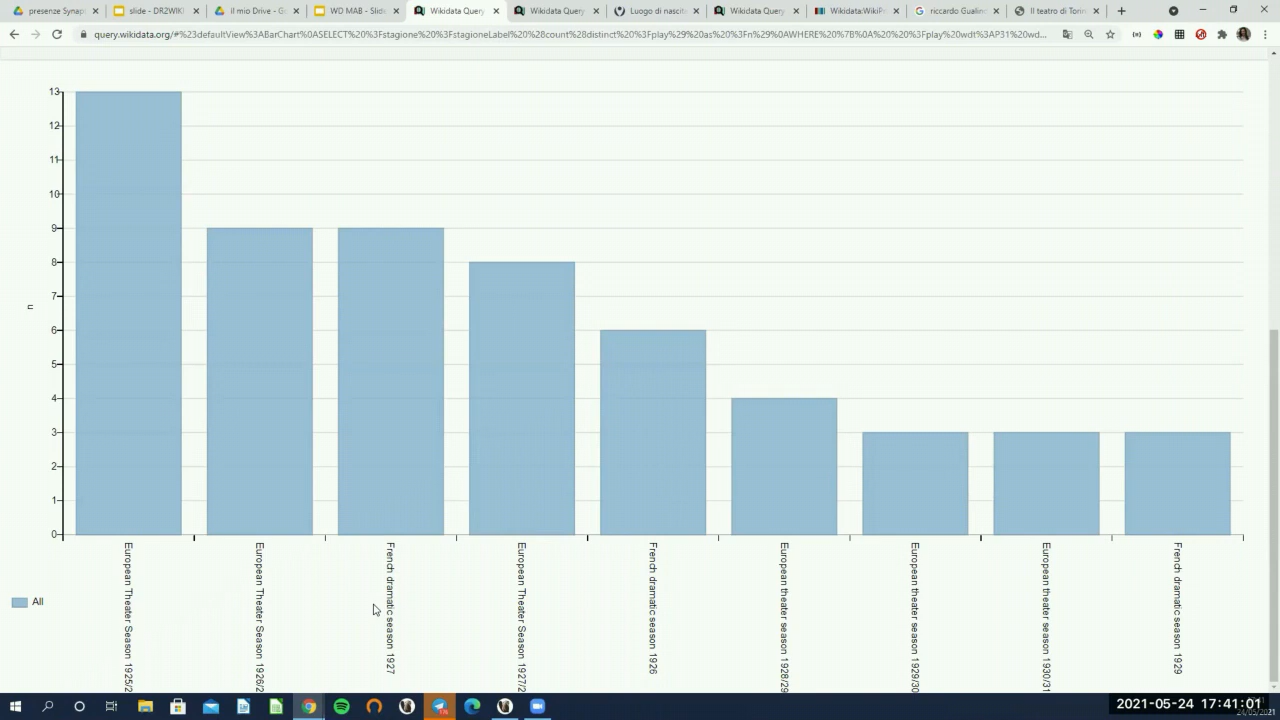 presenze Synap
slide - DR2WIKI
il mio Drive - G
WD MAB - Slide
Wikidata Query
Wikidata Query
Luogo di nascit
Wikidata Query
Wikidata:WikiPr
riccardo Gualin
Il teatro di Torin
query.wikidata.org/#%23defaultView%3ABarChart%0ASELECT%20%3Fstagione%20%3FstagioneLabel%20%28count%28distinct%20%3Fplay%29%20as%20%3Fn%29%0AWHERE%20%7B%0A%20%20%3Fplay%20wdt%3AP31%20wd...
13
12
11
10
9
8
7
6
5
4
3
2
1
0
n
European Theater Season 1925/2
European Theater Season 1926/2
French dramatic season 1927
European Theater Season 1927/2
French dramatic season 1926
European theater season 1928/29
European theater season 1929/30
European theater season 1930/31
French dramatic season 1929
All
2021-05-24 17:41:01
24/05/2021